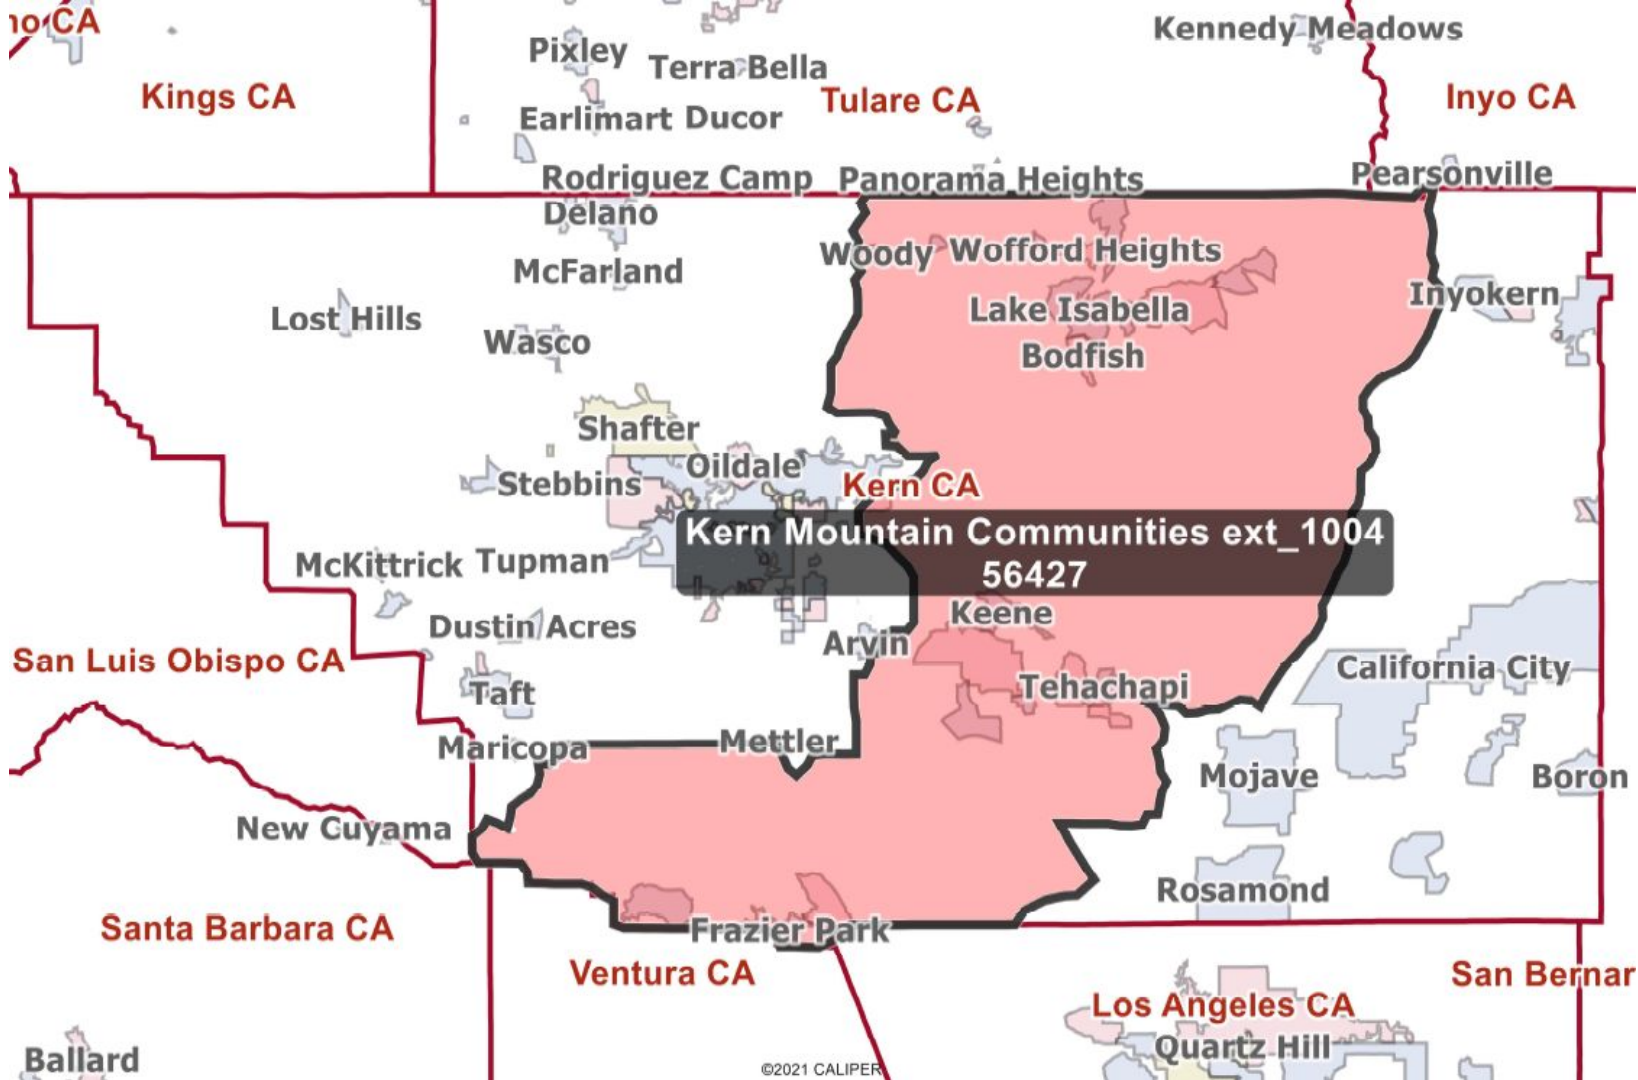 no CA
Kennedy Meadows
Pixley
Terra Bella
Kings CA
Tulare CA
Inyo CA
Earlimart Ducor
Rodriguez Camp
Panorama Heights
Pearsonville
Delano
Woody
Wofford Heights
McFarland
Inyokern
Lost Hills
Lake Isabella
Wasco
Bodfish
Shafter
Oildale
Stebbins
Kern CA
Kern Mountain Communities ext_1004
56427
McKittrick
Tupman
Keene
Dustin Acres
Arvin
San Luis Obispo CA
California City
Taft
Tehachapi
Maricopa
Mettler
Mojave
Boron
New Cuyama
Rosamond
Santa Barbara CA
Frazier Park
Ventura CA
San Bernar
Los Angeles CA
Quartz Hill
Ballard
©2021 CALIPER